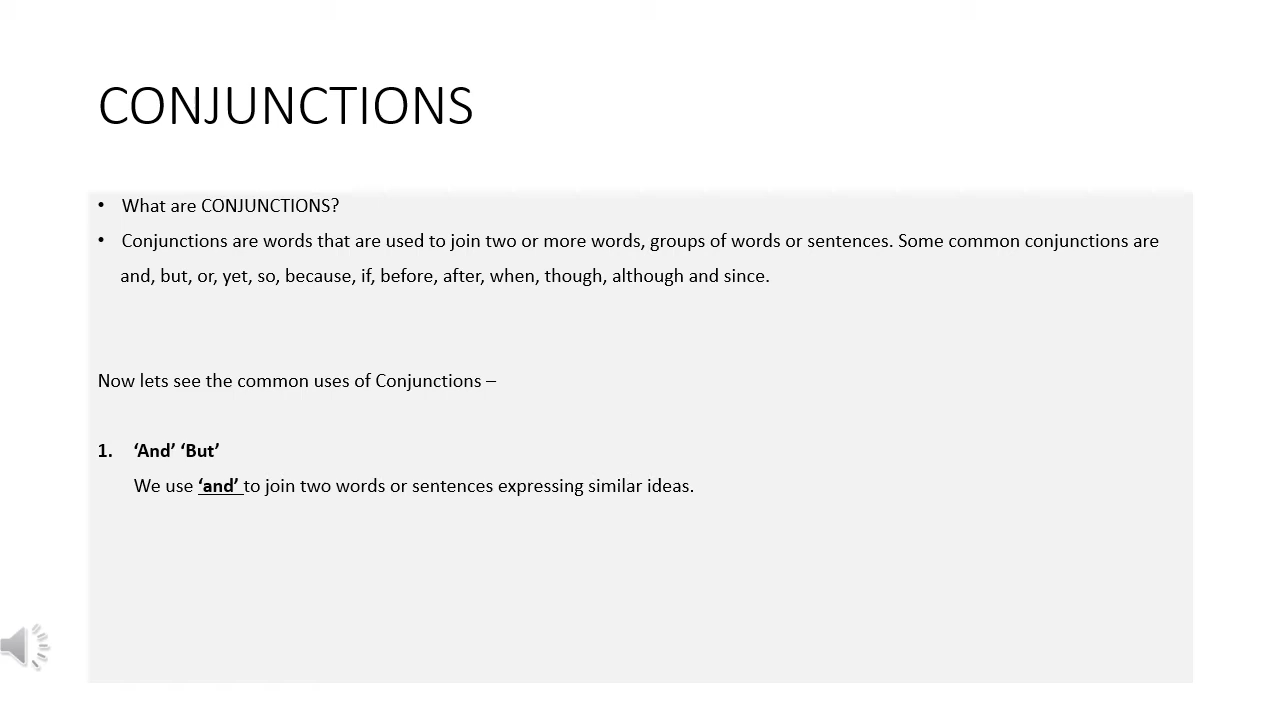 CONJUNCTIONS
• What are CONJUNCTIONS?
• Conjunctions are words that are used to join two or more words, groups of words or sentences. Some common conjunctions are
and, but, or, yet, so, because, if, before, after, when, though, although and since.
Now lets see the common uses of Conjunctions –
1. ‘And’ ‘But’
We use ‘and’ to join two words or sentences expressing similar ideas.